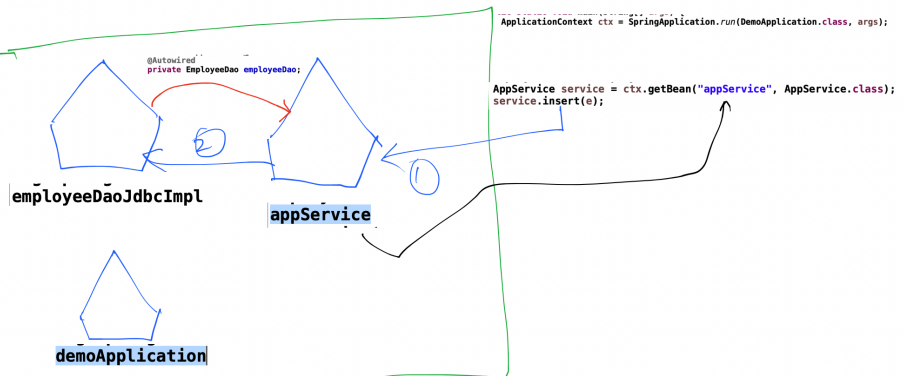 ApplicationContext ctx = SpringApplication.run(DemoApplication.class, args);
@Autowired
private EmployeeDao employeeDao;
AppService service = ctx.getBean("appService", AppService.class);
service.insert(e);
2
1
employeeDaoJdbcImpl
appService
demoApplication